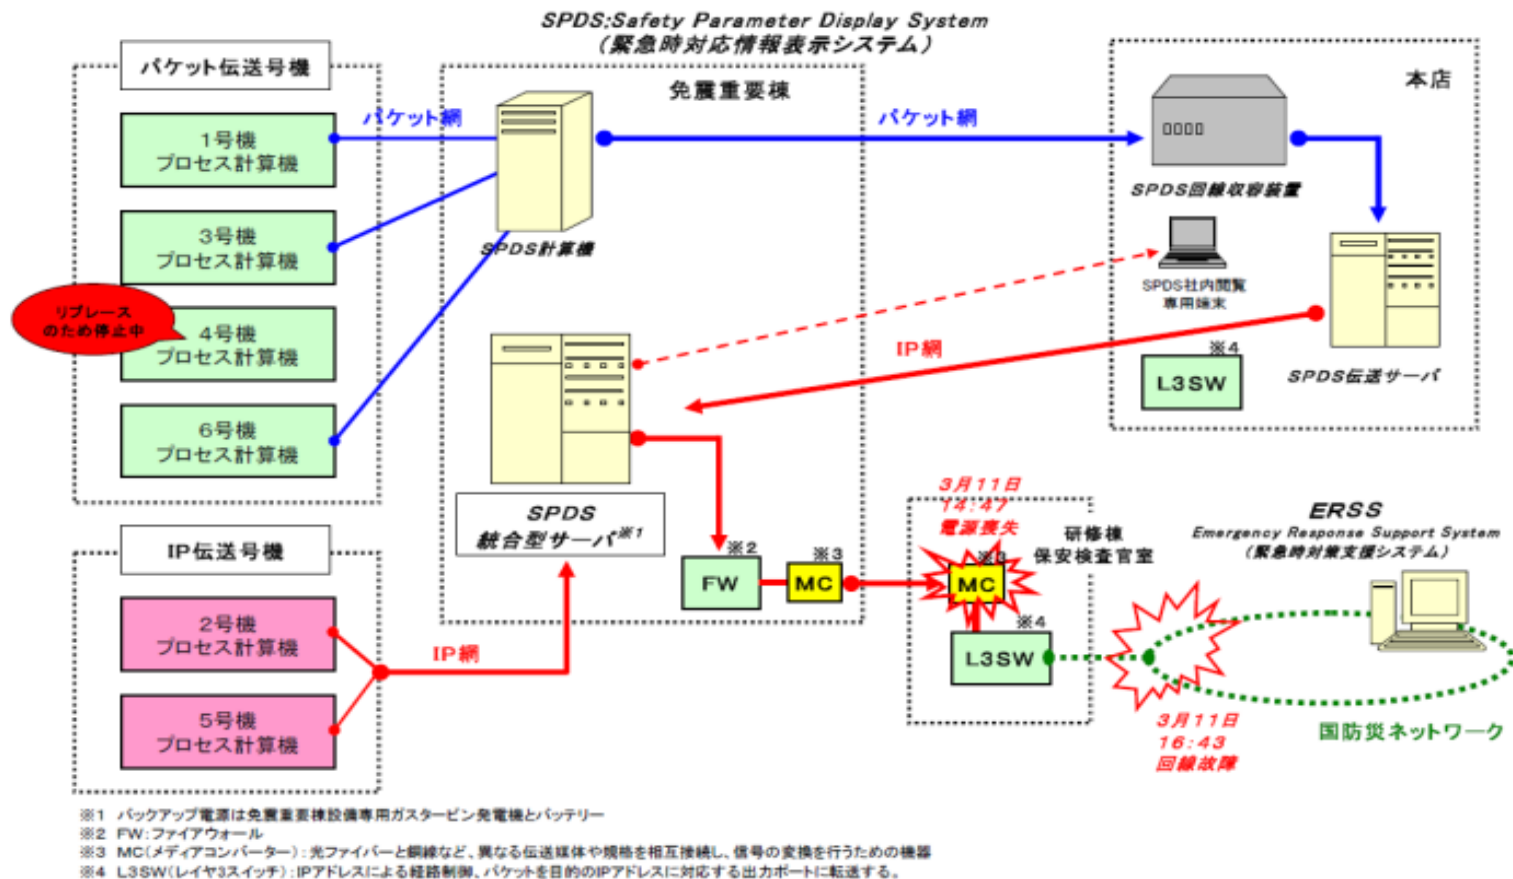 SPDS:Safety Parameter Display System
(緊急時対応情報表示システム)
パケット伝送号機
1号機
プロセス計算機
3号機
プロセス計算機
リプレース
のため停止中
4号機
プロセス計算機
6号機
プロセス計算機
IP伝送号機
2号機
プロセス計算機
5号機
プロセス計算機
パケット網
IP網
免震重要棟
SPDS計算機
SPDS
統合型サーバ※1
※2
FW
※3
MC
パケット網
IP網
本店
SPDS回線収容装置
SPDS社内閲覧
専用端末
※4
L3SW
SPDS伝送サーバ
3月11日
14:47
電源喪失
研修棟
保安検査官室
※3
MC
※4
L3SW
ERSS
Emergency Response Support System
(緊急時対策支援システム)
3月11日
16:43
回線故障
国防災ネットワーク
※1 バックアップ電源は免震重要棟設備専用ガスタービン発電機とバッテリー
※2 FW:ファイアウォール
※3 MC(メディアコンバーター):光ファイバーと銅線など、異なる伝送媒体や規格を相互接続し、信号の変換を行うための機器
※4 L3SW(レイヤ3スイッチ):IPアドレスによる経路制御、パケットを目的のIPアドレスに対応する出力ポートに転送する。